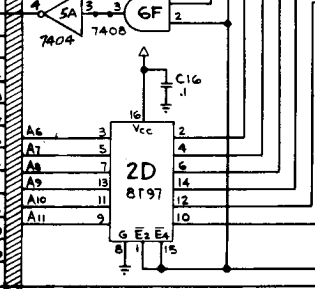 4 5A 3 3 6F
7404 7408 2
C16
.1
16
Vcc
A6 3 2
A7 5 4
A8 7 2D 6
A9 13 8T97 14
A10 11 12
A11 9 10
G E2 E4
8 1 15